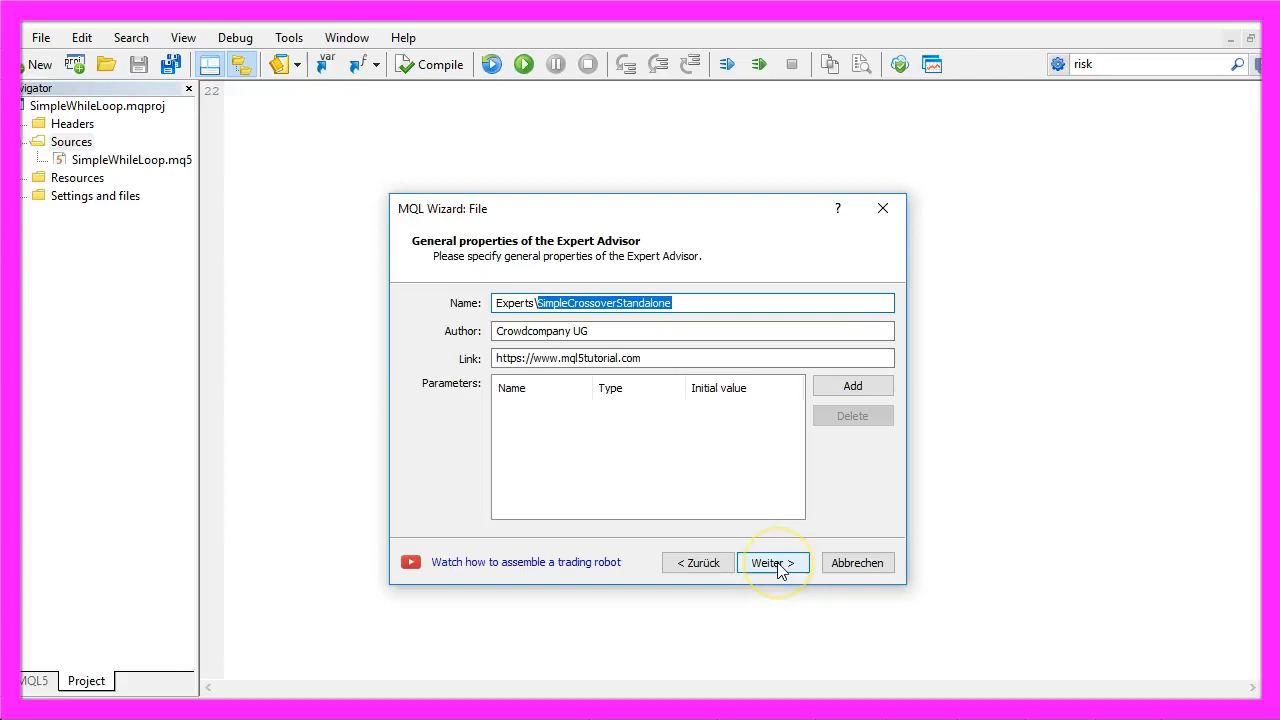 File Edit Search View Debug Tools Window Help
New Compile risk
vigator
22
SimpleWhileLoop.mqproj
Headers
Sources
SimpleWhileLoop.mq5
Resources
Settings and files
MQL Wizard: File ?
General properties of the Expert Advisor
Please specify general properties of the Expert Advisor.
Name: Experts\SimpleCrossoverStandalone
Author: Crowdcompany UG
Link: https://www.mql5tutorial.com
Parameters: Name Type Initial value Add
Delete
Watch how to assemble a trading robot < Zurück Weiter > Abbrechen
MQL5 Project